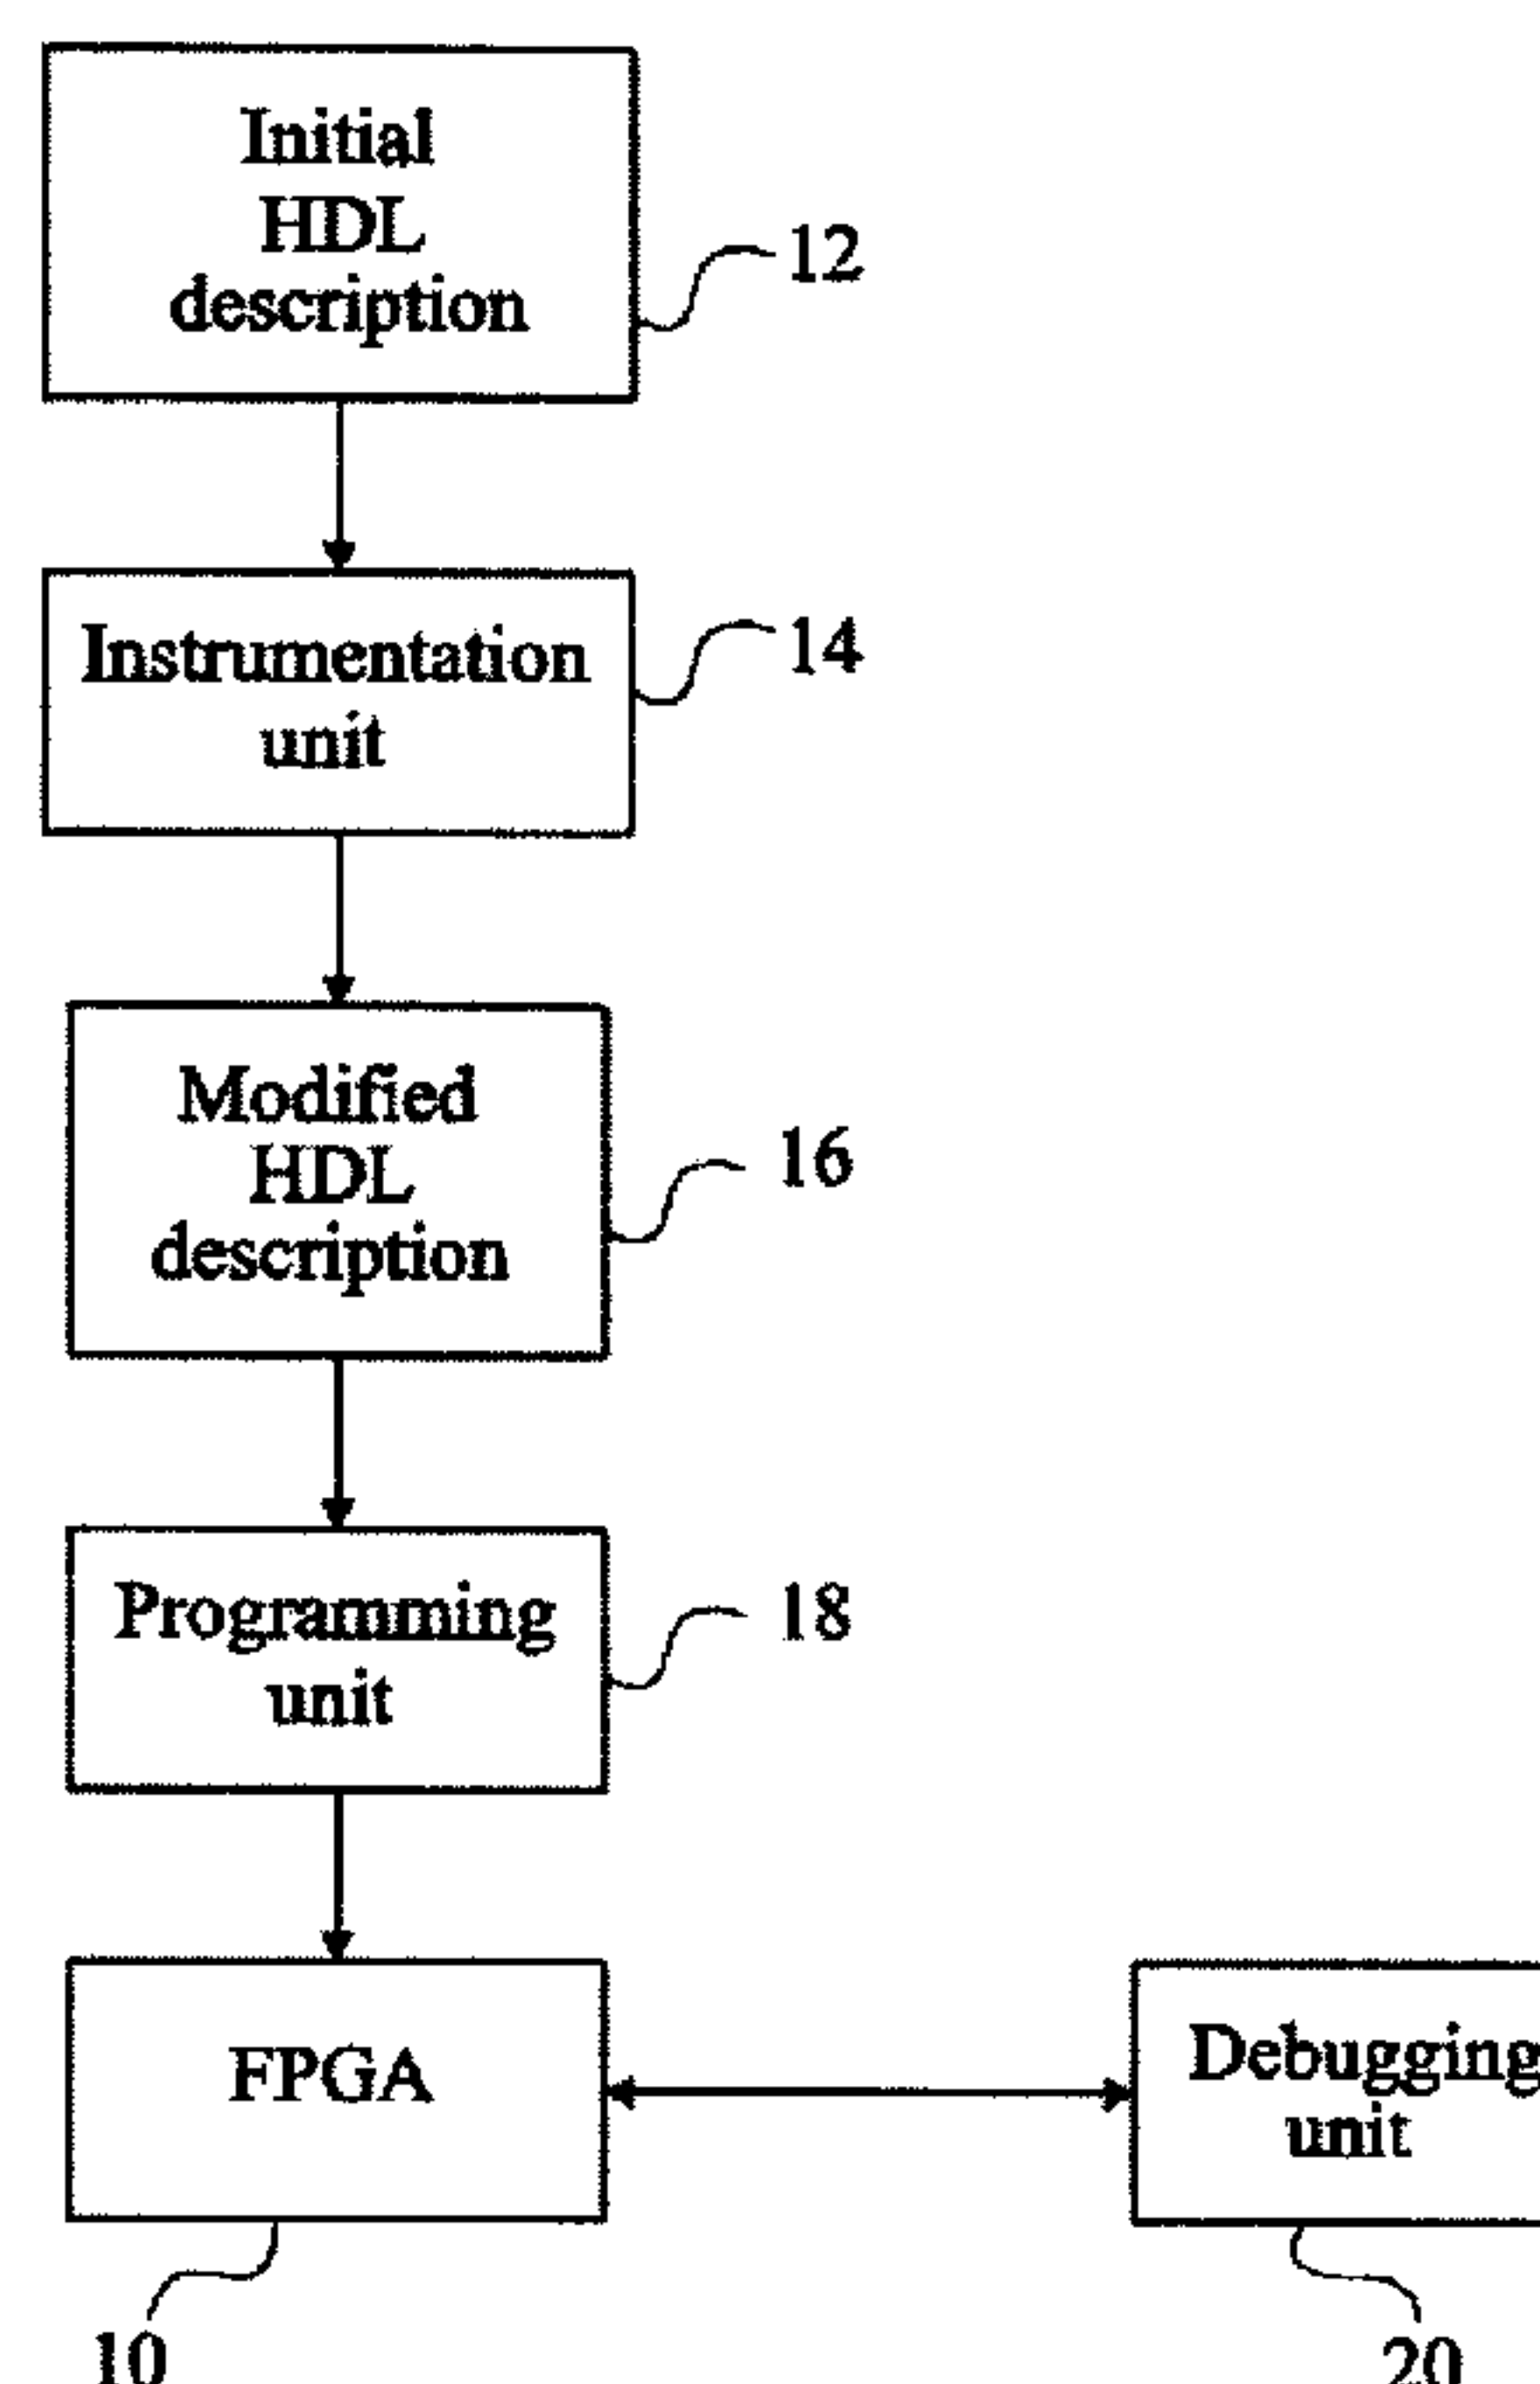 Initial
HDL
description
12
Instrumentation
unit
14
Modified
HDL
description
16
Programming
unit
18
FPGA
Debugging
unit
10
20